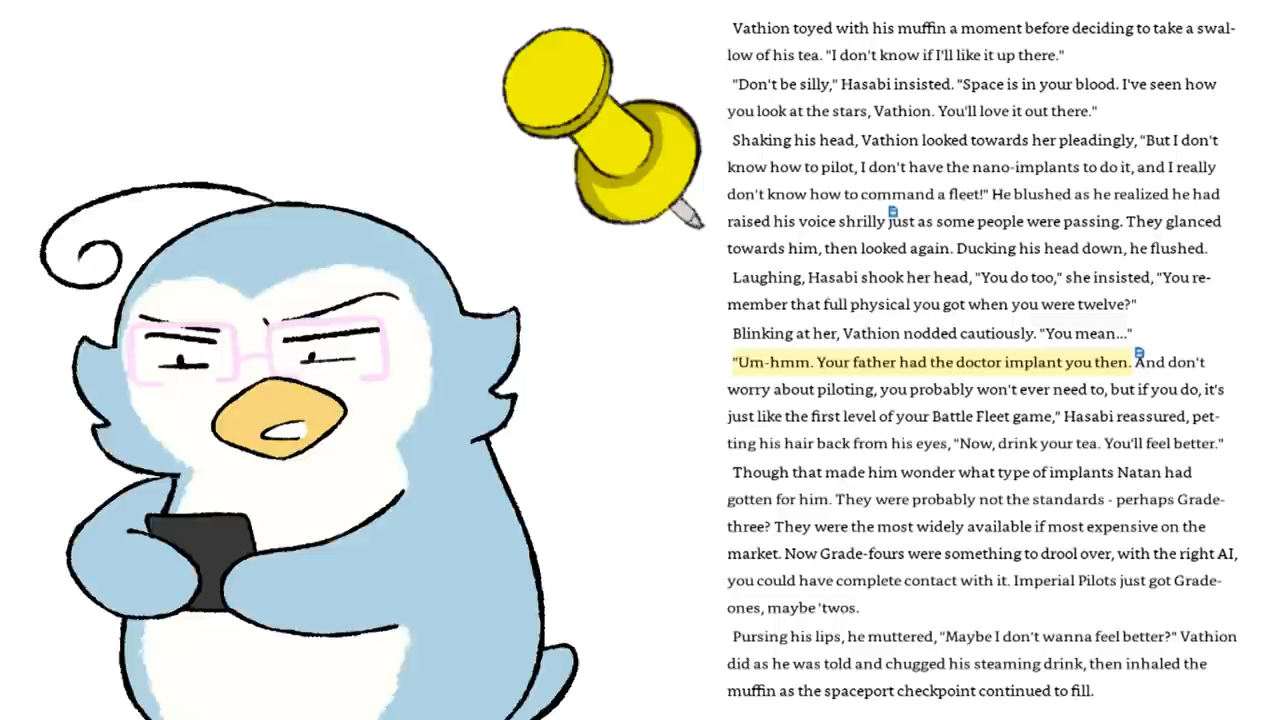 Vathion toyed with his muffin a moment before deciding to take a swal-
low of his tea. "I don't know if I'll like it up there."
"Don't be silly," Hasabi insisted. "Space is in your blood. I've seen how
you look at the stars, Vathion. You'll love it out there."
Shaking his head, Vathion looked towards her pleadingly, "But I don't
know how to pilot, I don't have the nano-implants to do it, and I really
don't know how to command a fleet!" He blushed as he realized he had
raised his voice shrilly just as some people were passing. They glanced
towards him, then looked again. Ducking his head down, he flushed.
Laughing, Hasabi shook her head, "You do too," she insisted, "You re-
member that full physical you got when you were twelve?"
Blinking at her, Vathion nodded cautiously. "You mean..."
"Um-hmm. Your father had the doctor implant you then. And don't
worry about piloting, you probably won't ever need to, but if you do, it's
just like the first level of your Battle Fleet game," Hasabi reassured, pet-
ting his hair back from his eyes, "Now, drink your tea. You'll feel better."
Though that made him wonder what type of implants Natan had
gotten for him. They were probably not the standards - perhaps Grade-
three? They were the most widely available if most expensive on the
market. Now Grade-fours were something to drool over, with the right AI,
you could have complete contact with it. Imperial Pilots just got Grade-
ones, maybe 'twos.
Pursing his lips, he muttered, "Maybe I don't wanna feel better?" Vathion
did as he was told and chugged his steaming drink, then inhaled the
muffin as the spaceport checkpoint continued to fill.